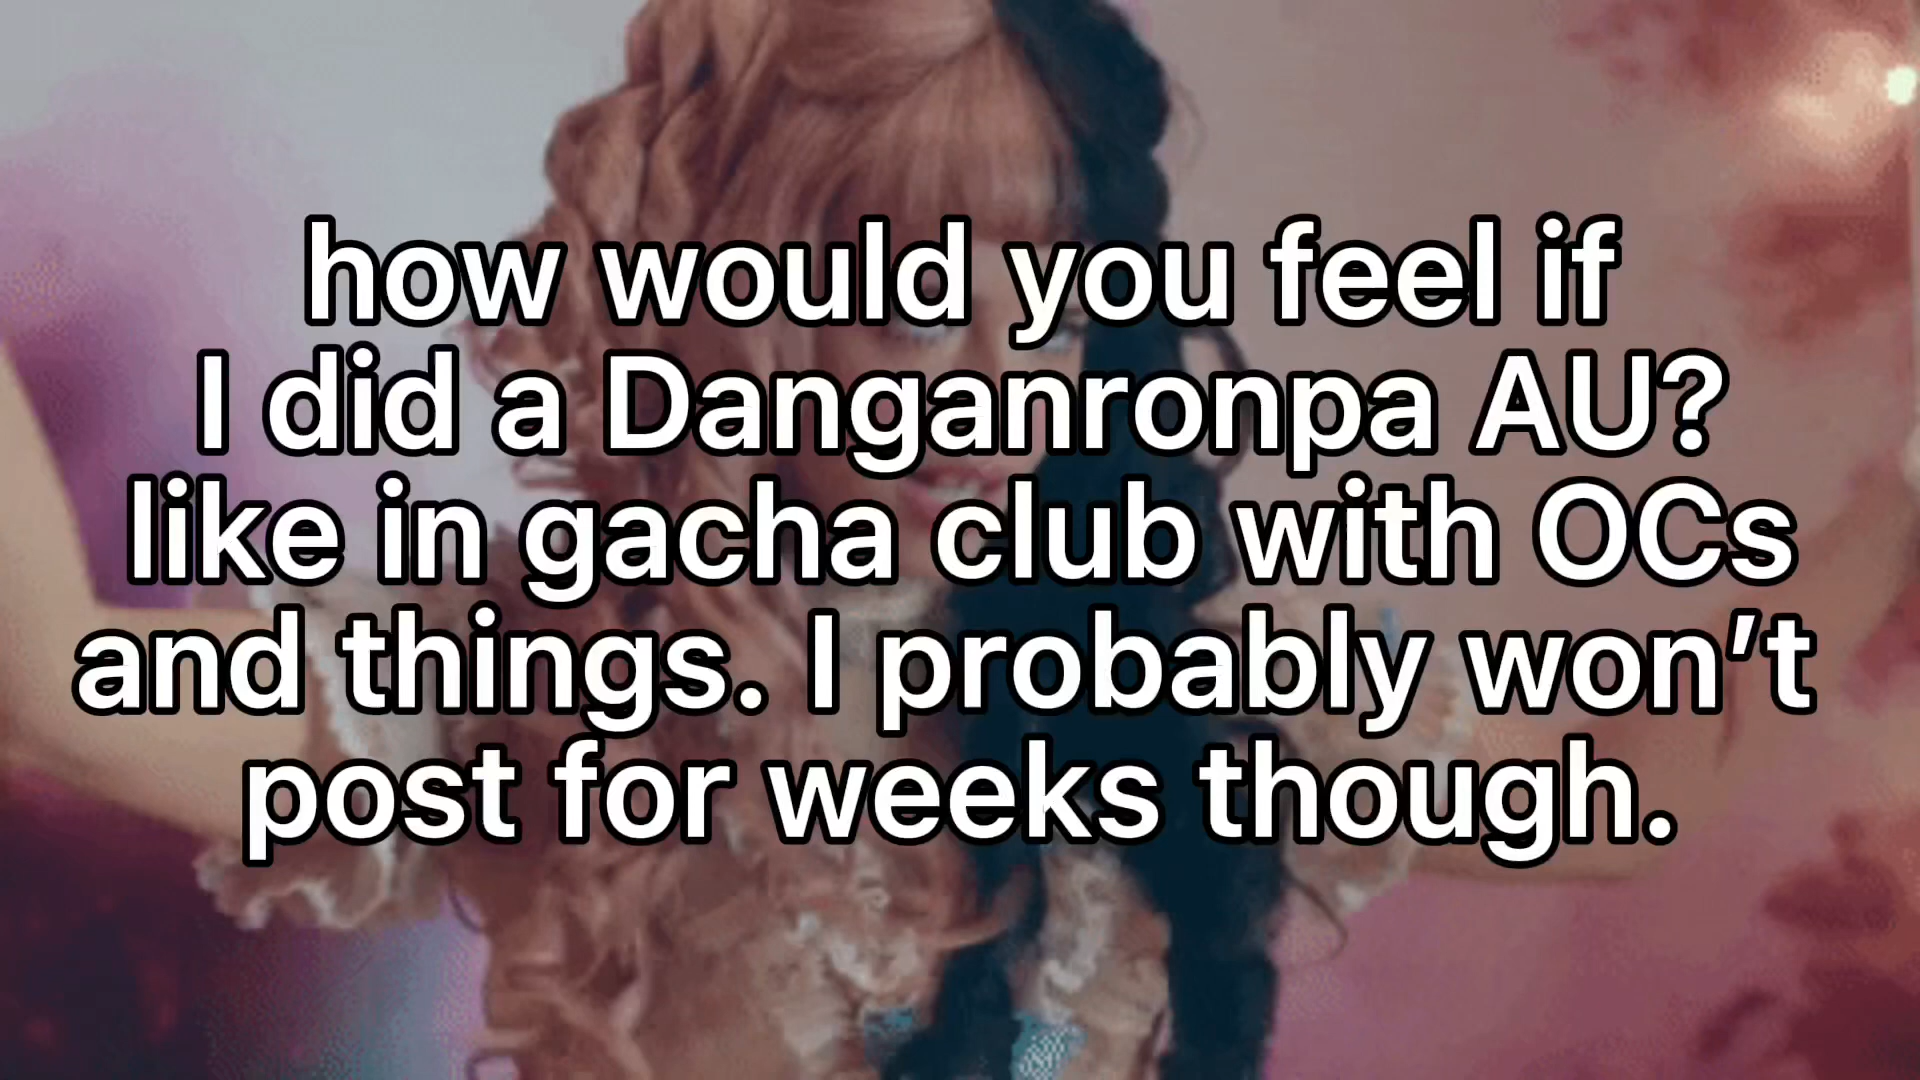 how would you feel if
I did a Danganronpa AU?
like in gacha club with OCs
and things. I probably won’t
post for weeks though.